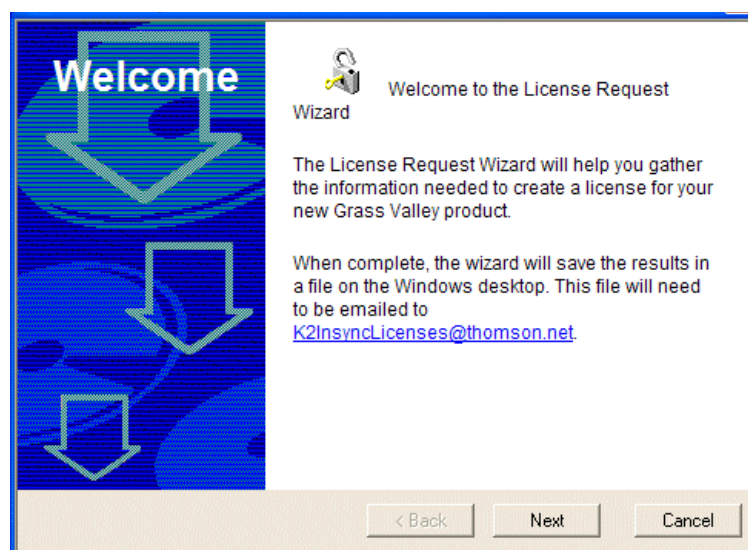 Welcome
Welcome to the License Request
Wizard
The License Request Wizard will help you gather
the information needed to create a license for your
new Grass Valley product.
When complete, the wizard will save the results in
a file on the Windows desktop. This file will need
to be emailed to
K2InsyncLicenses@thomson.net.
< Back
Next
Cancel